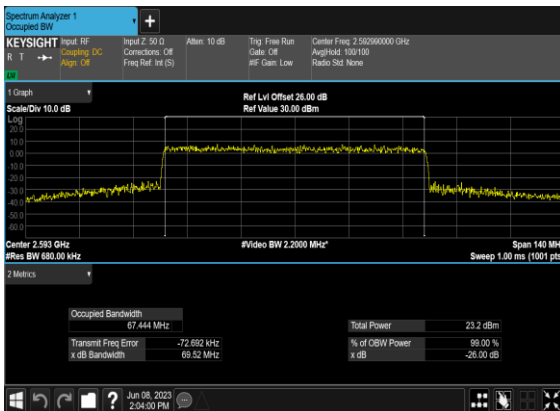 Spectrum Analyzer 1
Occupied BW
+
KEYSIGHT Input: RF Input Z: 50 Ω Atten: 10 dB Trig: Free Run Center Freq: 2.592990000 GHz
R T Coupling: DC Corrections: Off Gate: Off Avg|Hold: 100/100
Align: Off Freq Ref: Int (S) #IF Gain: Low Radio Std: None
1 Graph Ref Lvl Offset 26.00 dB
Scale/Div 10.0 dB Ref Value 30.00 dBm
Log
20.0
10.0
0.00
-10.0
-20.0
-30.0
-40.0
-50.0
-60.0
Center 2.593 GHz #Video BW 2.2000 MHz* Span 140 MH
#Res BW 680.00 kHz Sweep 1.00 ms (1001 pts
2 Metrics
Occupied Bandwidth
67.444 MHz Total Power 23.2 dBm
Transmit Freq Error -72.692 kHz % of OBW Power 99.00 %
x dB Bandwidth 69.52 MHz x dB -26.00 dB
? Jun 08, 2023
2:04:00 PM